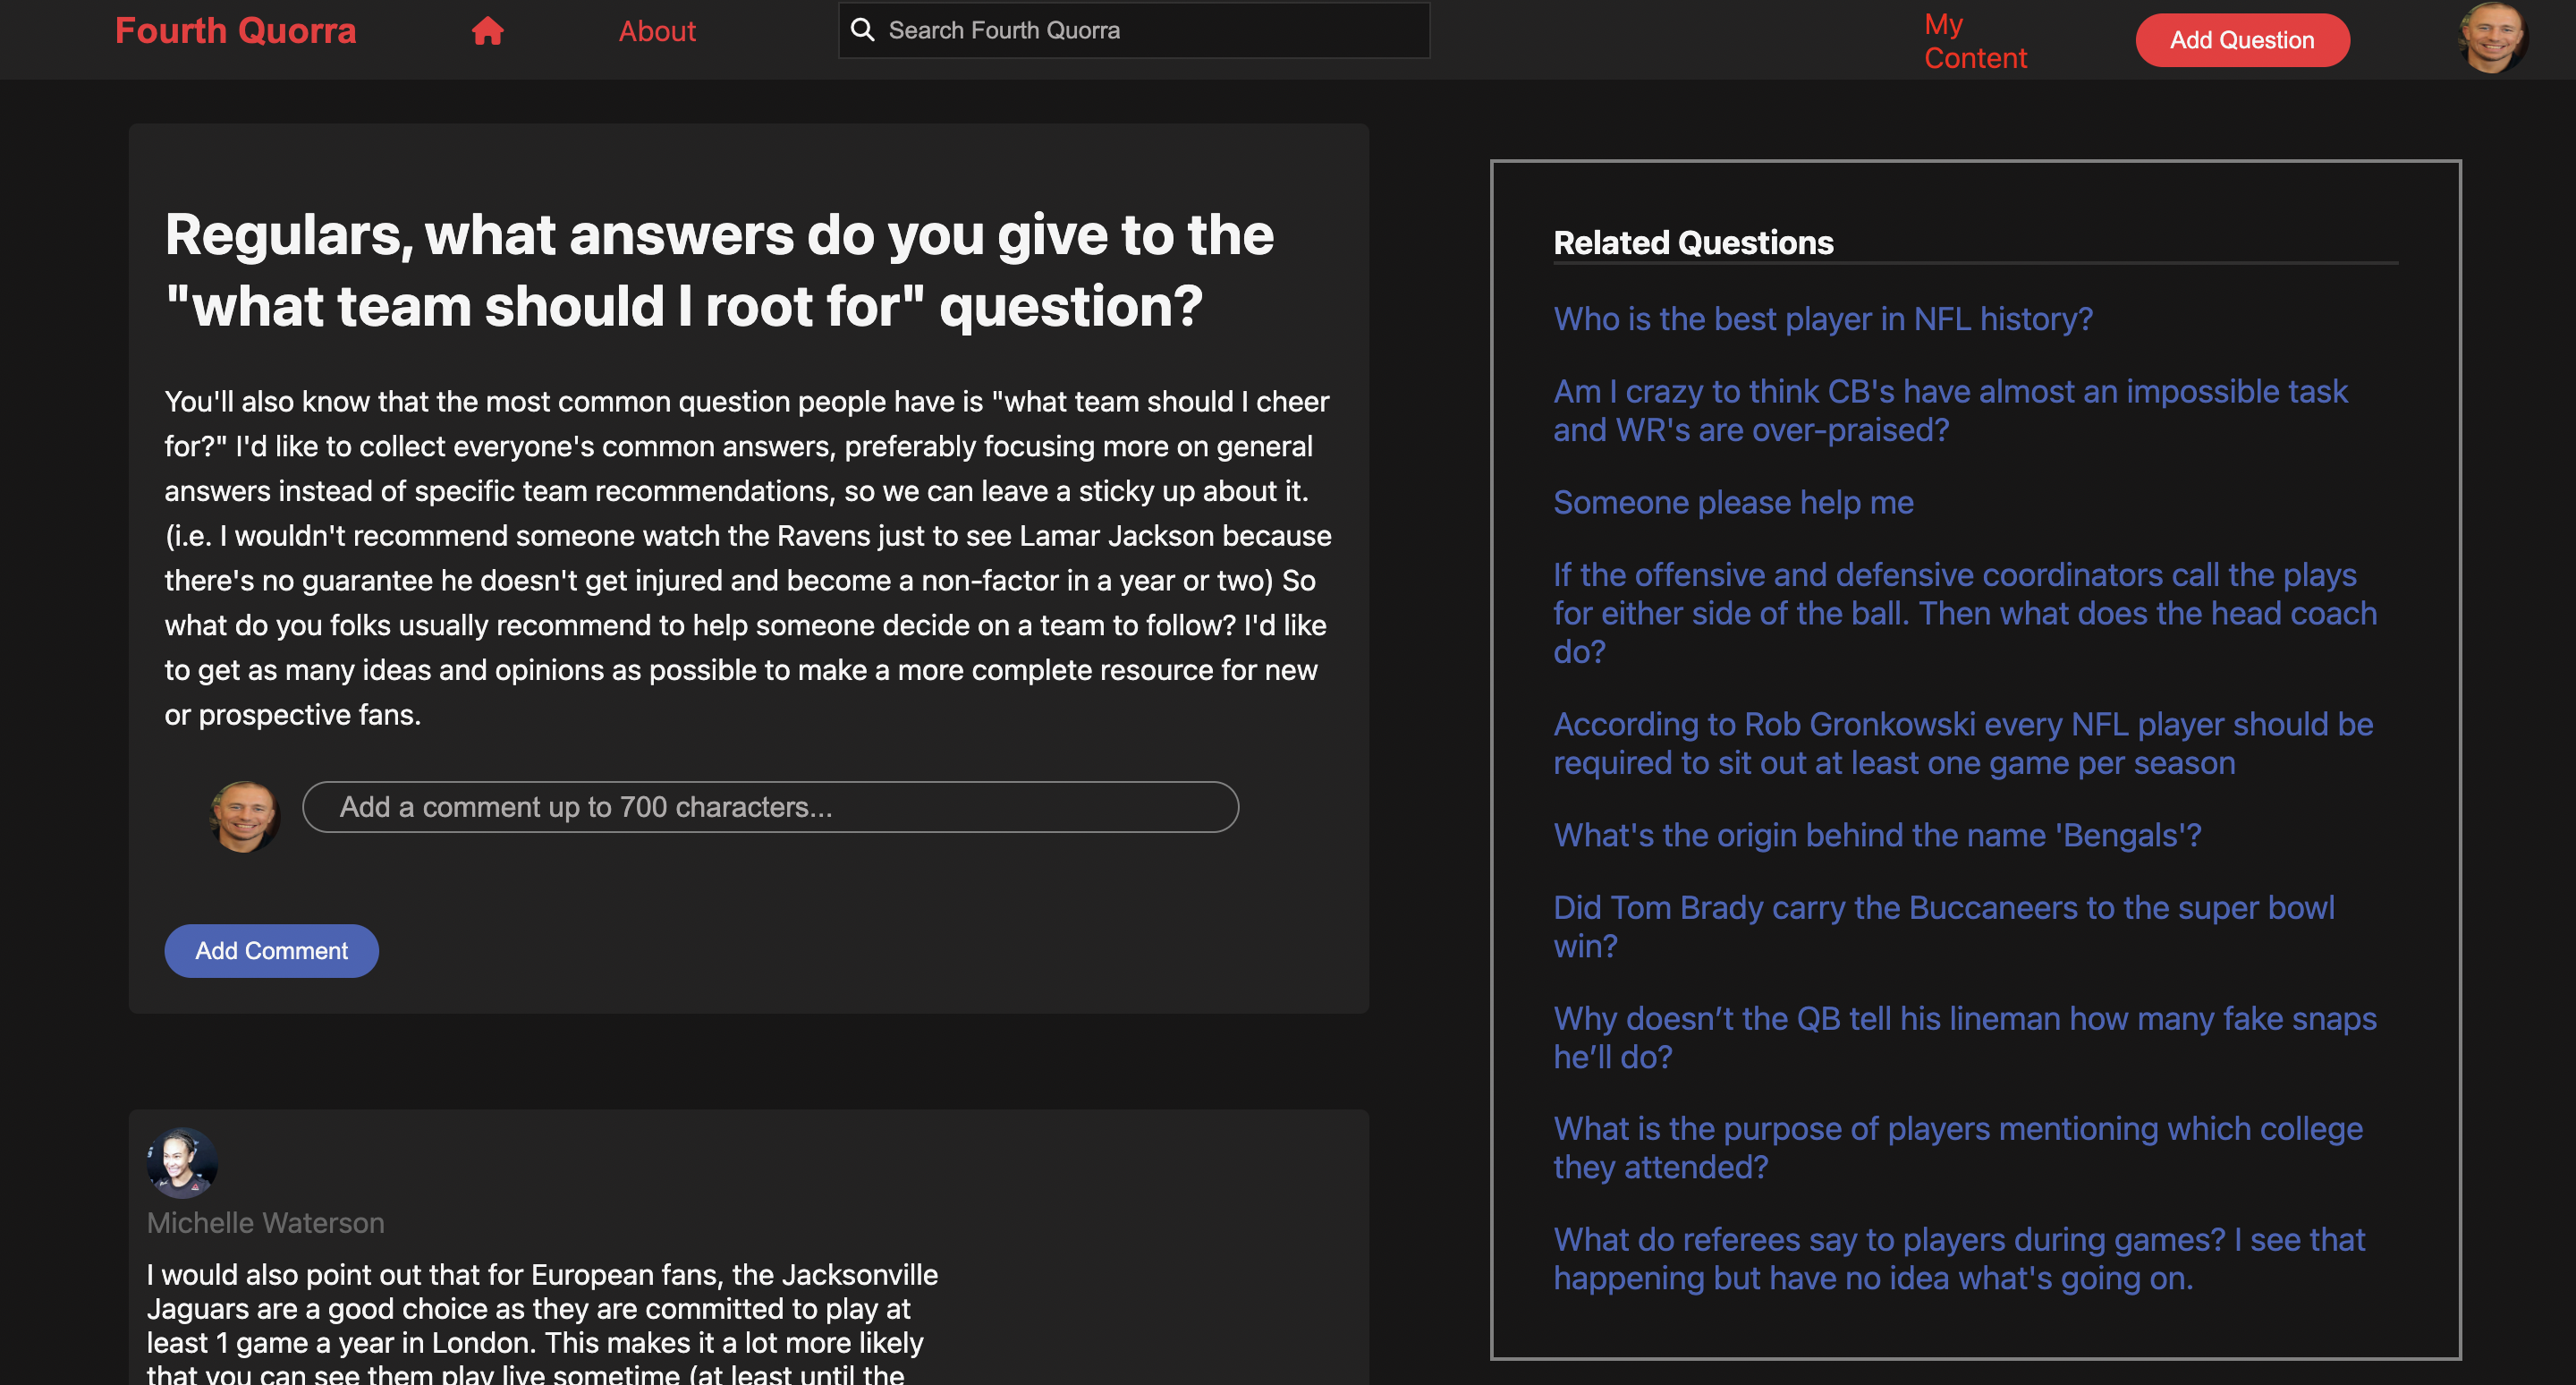 Fourth Quorra
About
Search Fourth Quorra
My
Content
Add Question
Regulars, what answers do you give to the
"what team should I root for" question?
You'll also know that the most common question people have is "what team should I cheer
for?" I'd like to collect everyone's common answers, preferably focusing more on general
answers instead of specific team recommendations, so we can leave a sticky up about it.
(i.e. I wouldn't recommend someone watch the Ravens just to see Lamar Jackson because
there's no guarantee he doesn't get injured and become a non-factor in a year or two) So
what do you folks usually recommend to help someone decide on a team to follow? I'd like
to get as many ideas and opinions as possible to make a more complete resource for new
or prospective fans.
Add a comment up to 700 characters...
Add Comment
Michelle Waterson
I would also point out that for European fans, the Jacksonville
Jaguars are a good choice as they are committed to play at
least 1 game a year in London. This makes it a lot more likely
that you can see them play live sometime (at least until the
Related Questions
Who is the best player in NFL history?
Am I crazy to think CB's have almost an impossible task
and WR's are over-praised?
Someone please help me
If the offensive and defensive coordinators call the plays
for either side of the ball. Then what does the head coach
do?
According to Rob Gronkowski every NFL player should be
required to sit out at least one game per season
What's the origin behind the name 'Bengals'?
Did Tom Brady carry the Buccaneers to the super bowl
win?
Why doesn’t the QB tell his lineman how many fake snaps
he’ll do?
What is the purpose of players mentioning which college
they attended?
What do referees say to players during games? I see that
happening but have no idea what's going on.